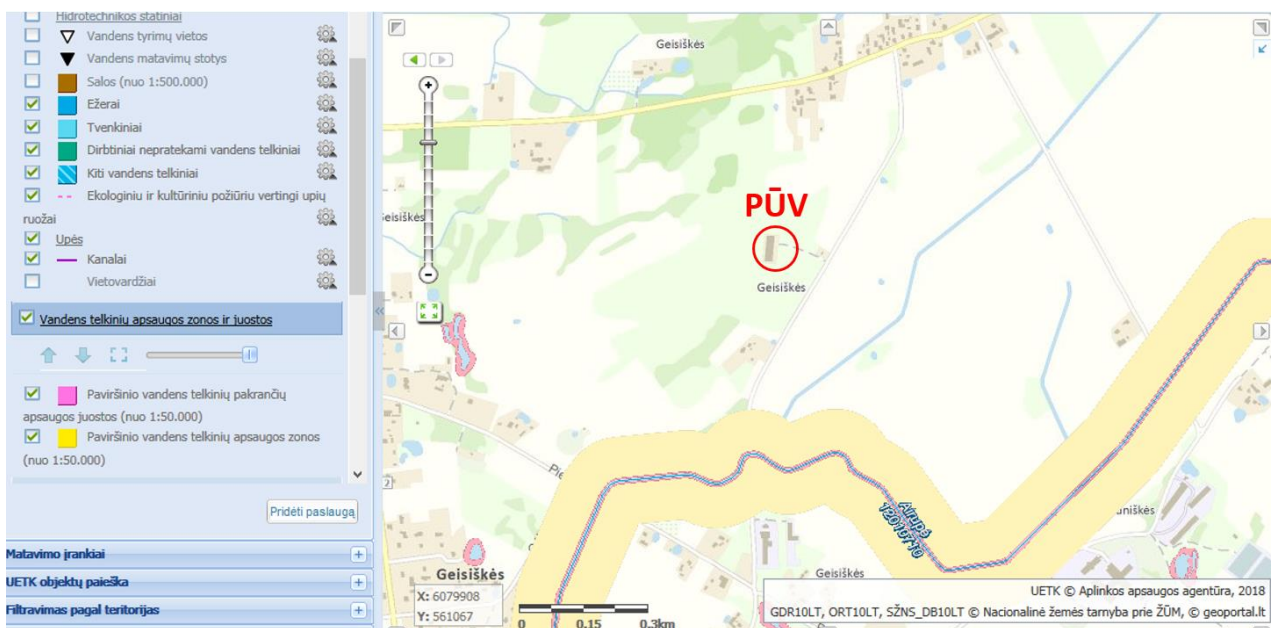 Hidrotechnikos statiniai
Vandens tyrimų vietos
Vandens matavimų stotys
Salos (nuo 1:500.000)
Ežerai
Tvenkiniai
Dirbtiniai nepratekami vandens telkiniai
Kiti vandens telkiniai
Ekologiniu ir kultūriniu požiūriu vertingi upių
ruožai
Upės
Kanalai
Vietovardžiai
Vandens telkinių apsaugos zonos ir juostos
Paviršinio vandens telkinių pakrančių
apsaugos juostos (nuo 1:50.000)
Paviršinio vandens telkinių apsaugos zonos
(nuo 1:50.000)
Pridėti paslaugą
Matavimo įrankiai
UETK objektų paieška
Filtravimas pagal teritorijas
Geisiškės
PŪV
Geisiškės
Geisiškės
Airupė
12010710
Geisiškės
Geisiškės
X: 6079908
Y: 561067
0 0.15 0.3km
UETK © Aplinkos apsaugos agentūra, 2018
GDR10LT, ORT10LT, SŽNS_DB10LT © Nacionalinė žemės tarnyba prie ŽŪM, © geoportal.lt